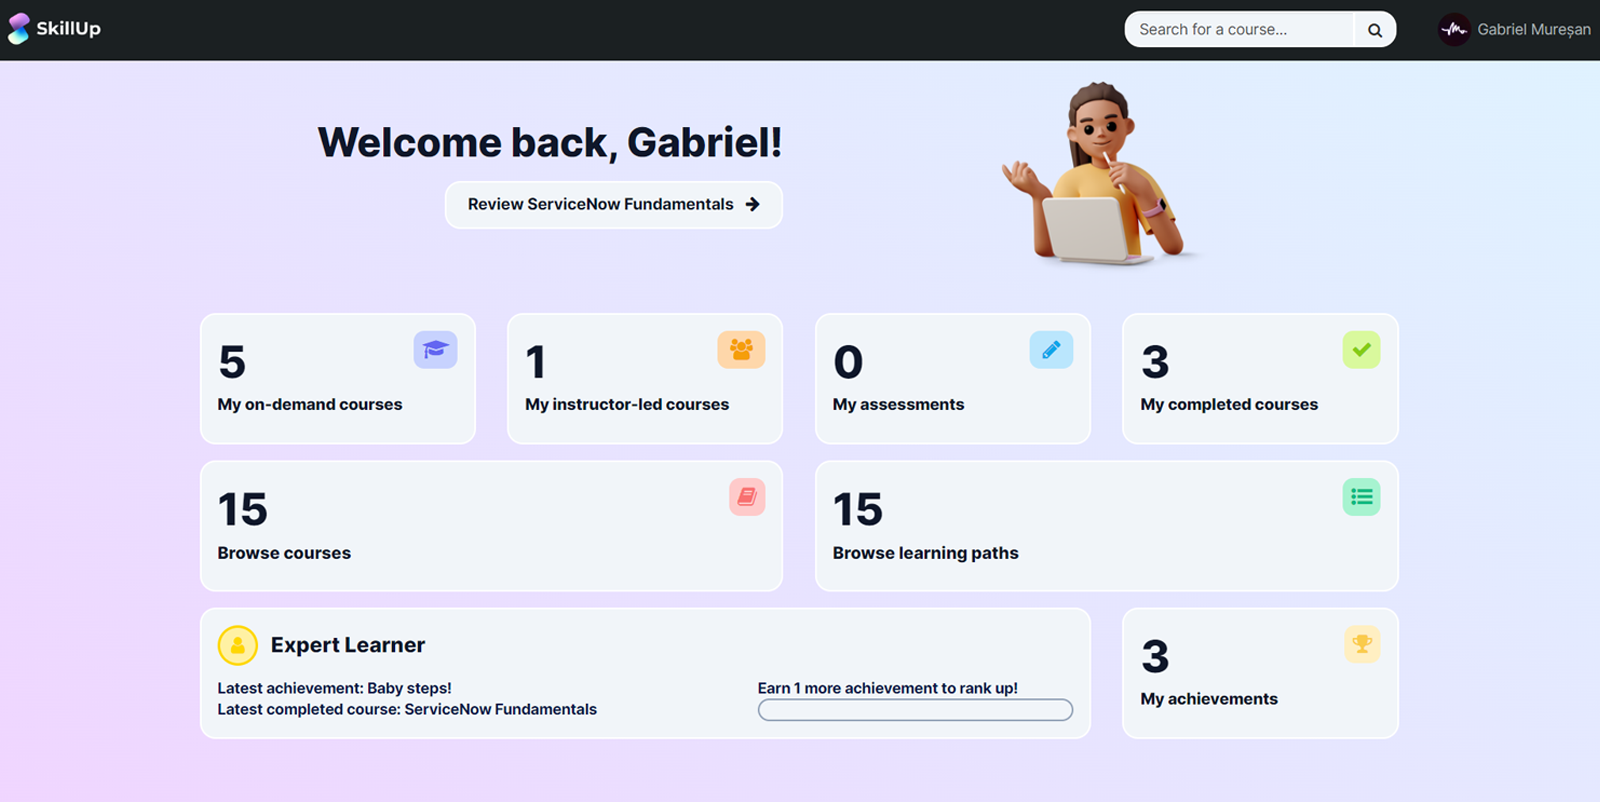 SkillUp
Search for a course...
Gabriel Mureșan
Welcome back, Gabriel!
Review ServiceNow Fundamentals
5
My on-demand courses
1
My instructor-led courses
0
My assessments
3
My completed courses
15
Browse courses
15
Browse learning paths
Expert Learner
Latest achievement: Baby steps!
Latest completed course: ServiceNow Fundamentals
Earn 1 more achievement to rank up!
3
My achievements